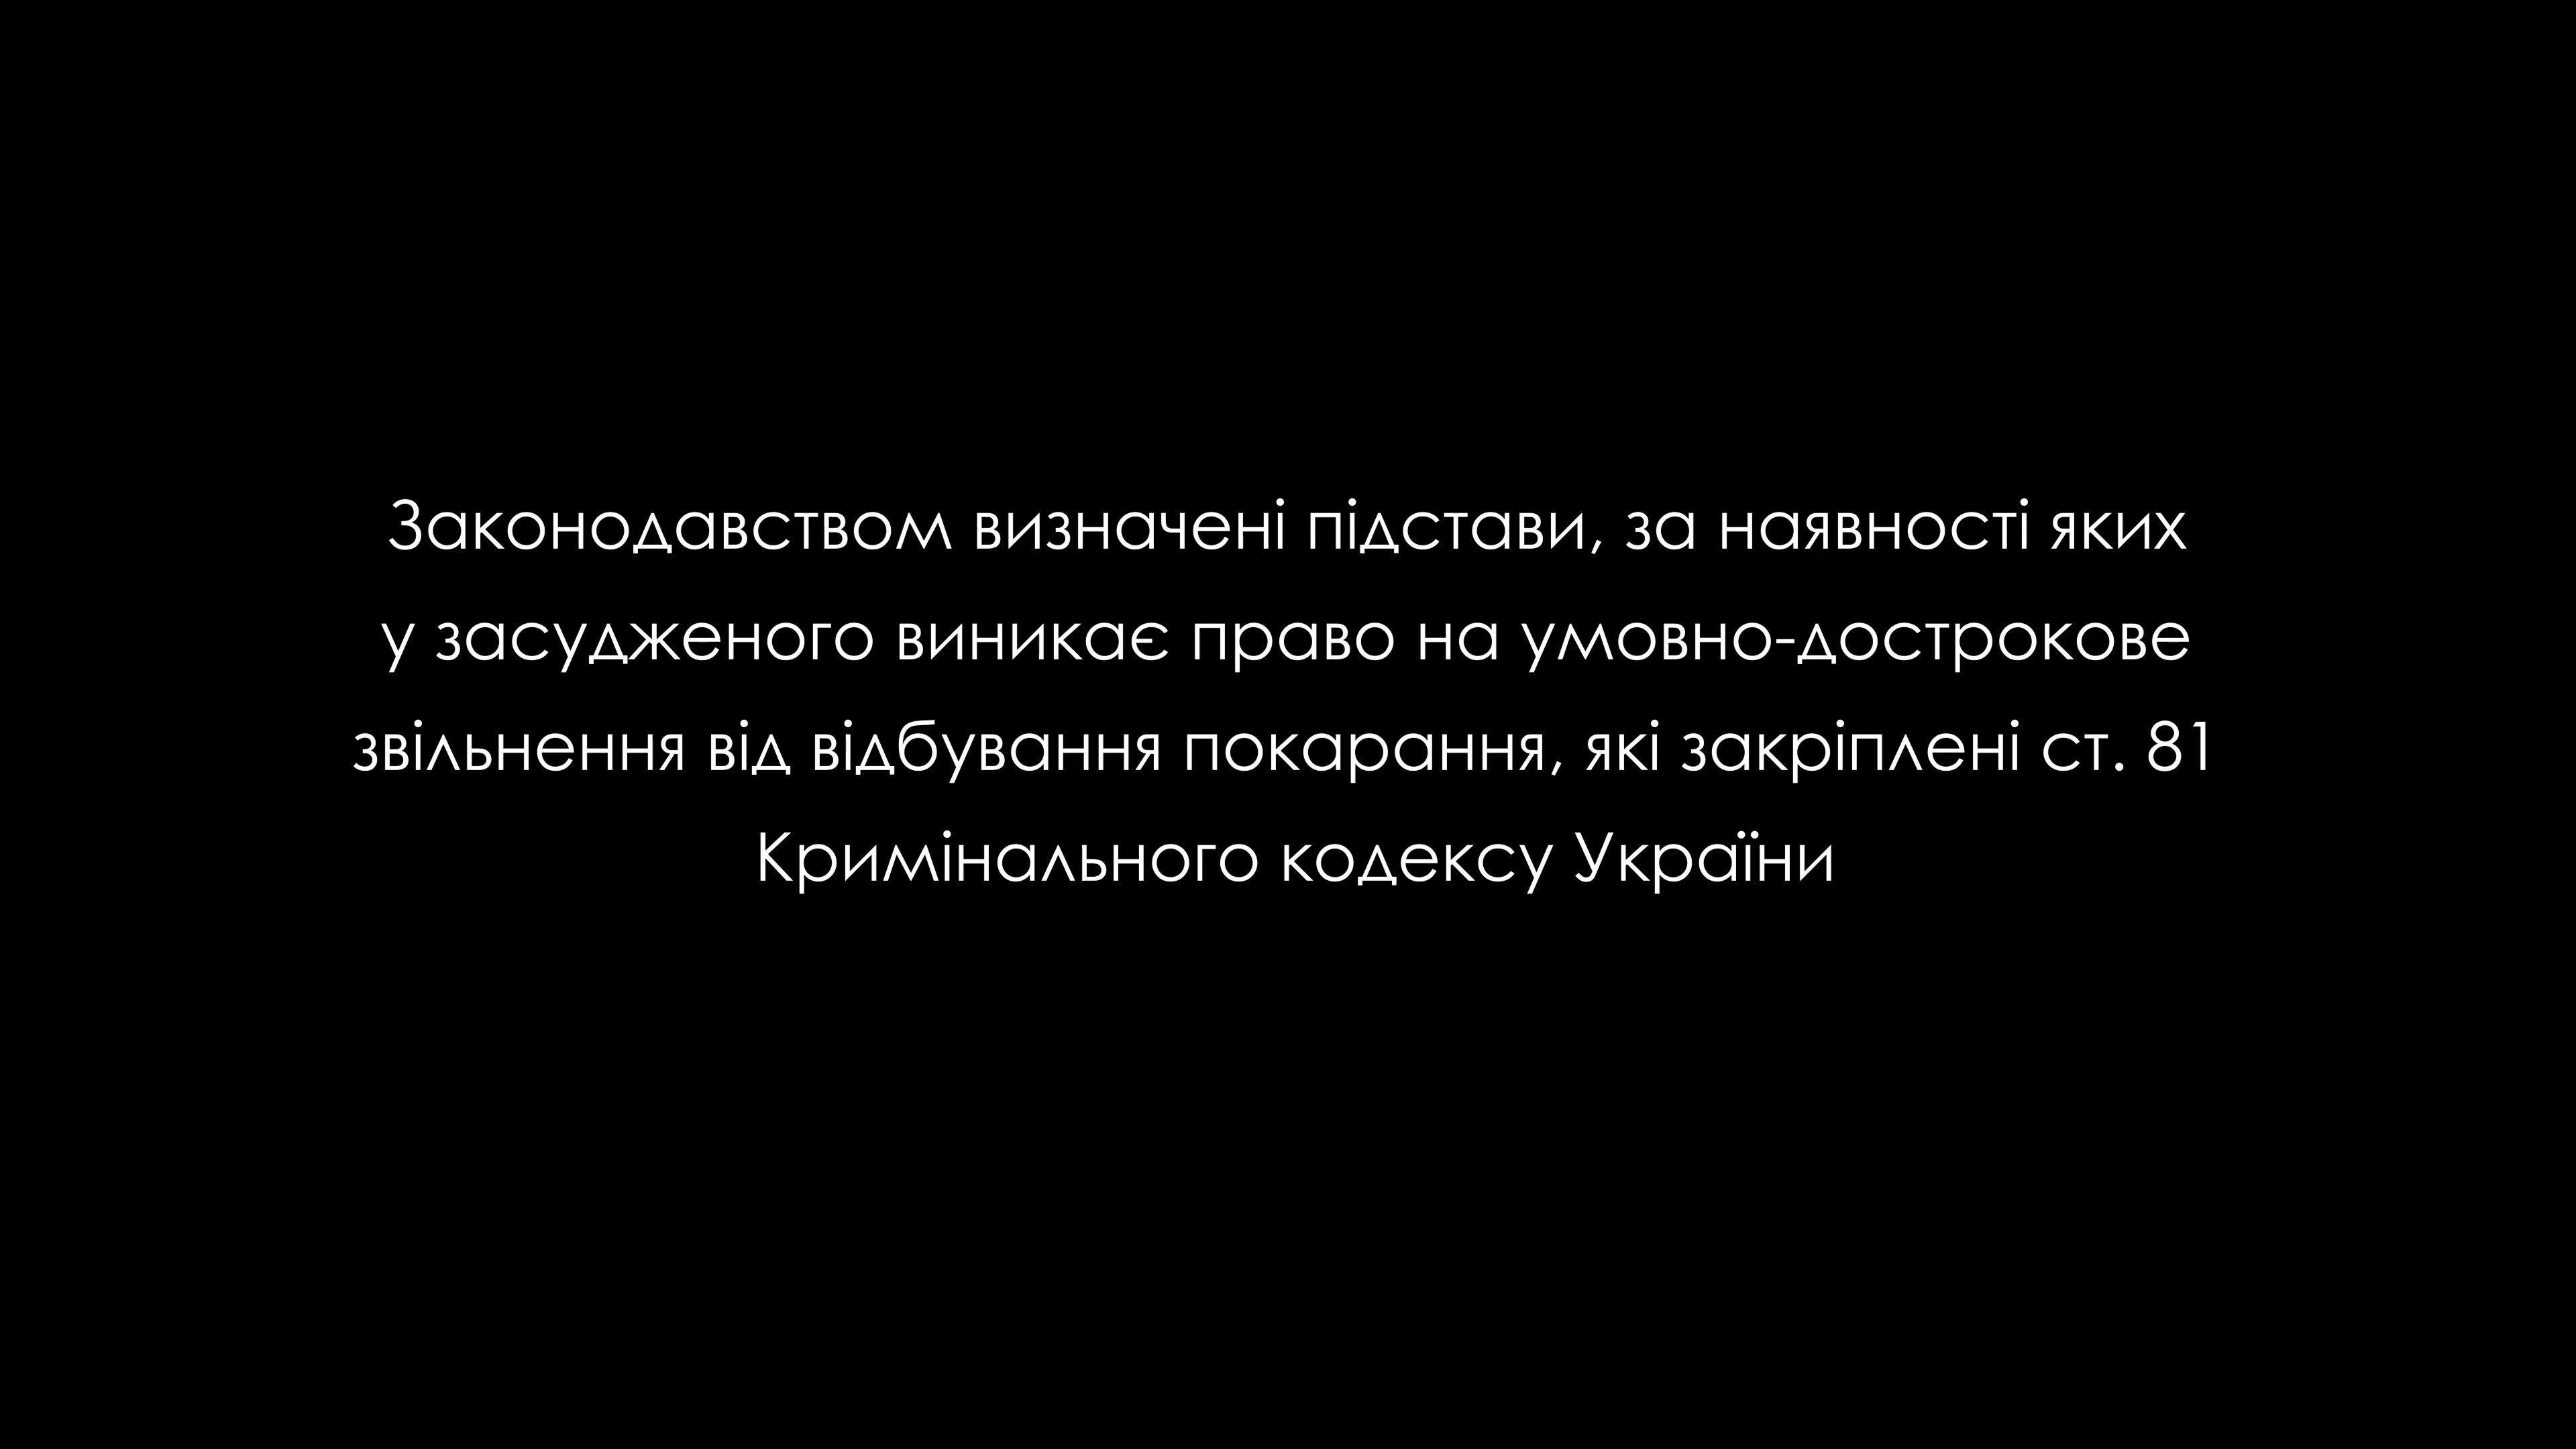 Законодавством визначені підстави, за наявності яких
у засудженого виникає право на умовно-дострокове
звільнення від відбування покарання, які закріплені ст. 81
Кримінального кодексу України